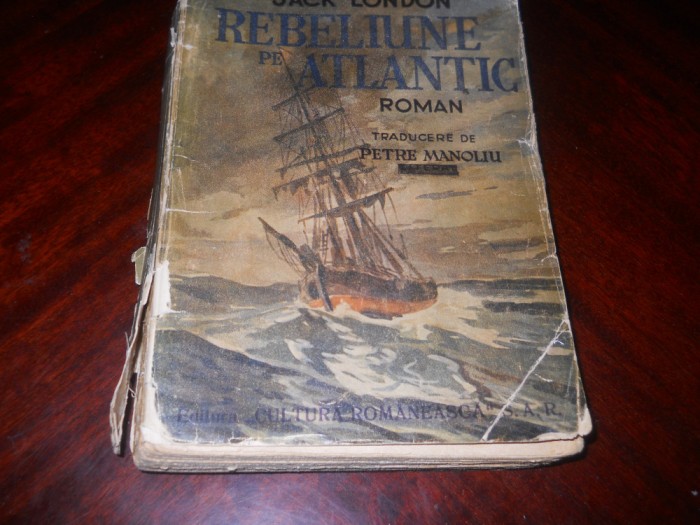 JACK LONDON
REBELIUNE
PE ATLANTIC
ROMAN
TRADUCERE DE
PETRE MANOLIU
Editura „CULTURA ROMÂNEASCĂ" S. A. R.